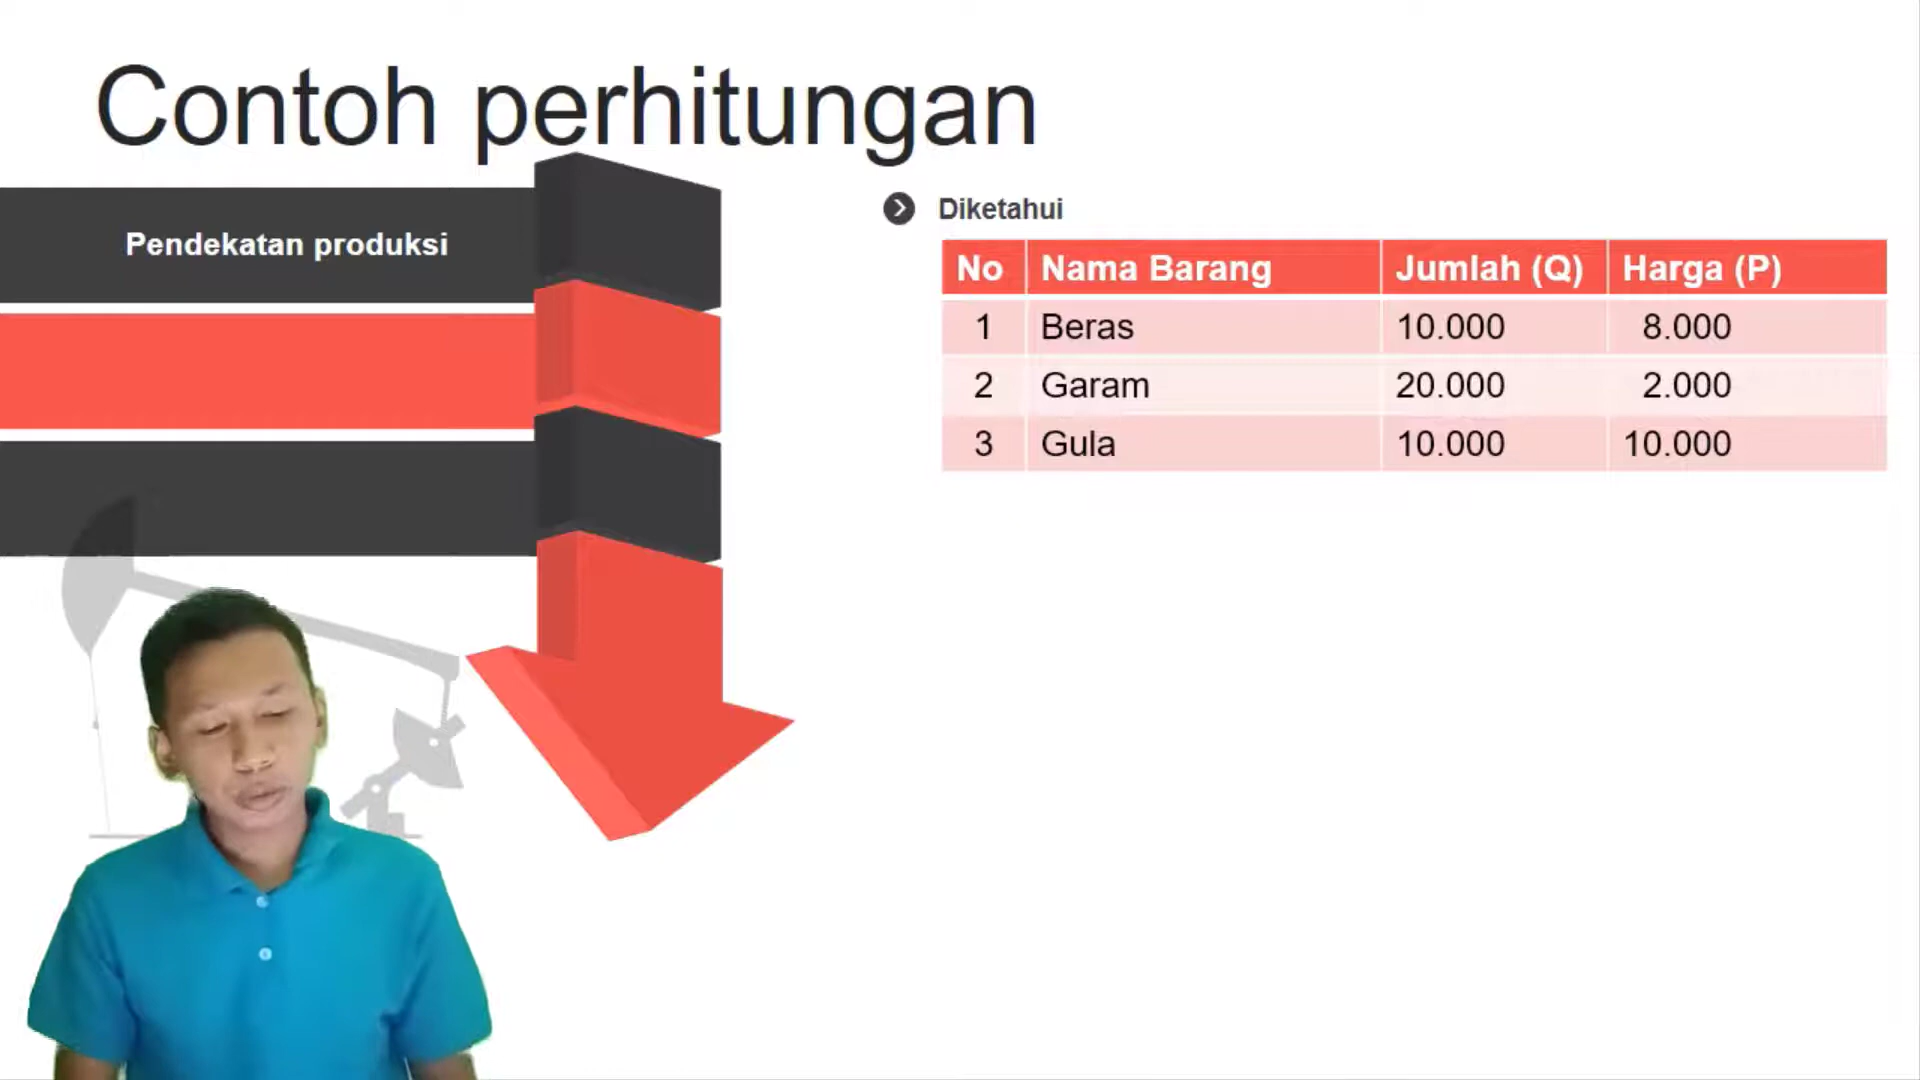 Contoh perhitungan
Pendekatan produksi
Diketahui
No Nama Barang Jumlah (Q) Harga (P)
1 Beras 10.000 8.000
2 Garam 20.000 2.000
3 Gula 10.000 10.000